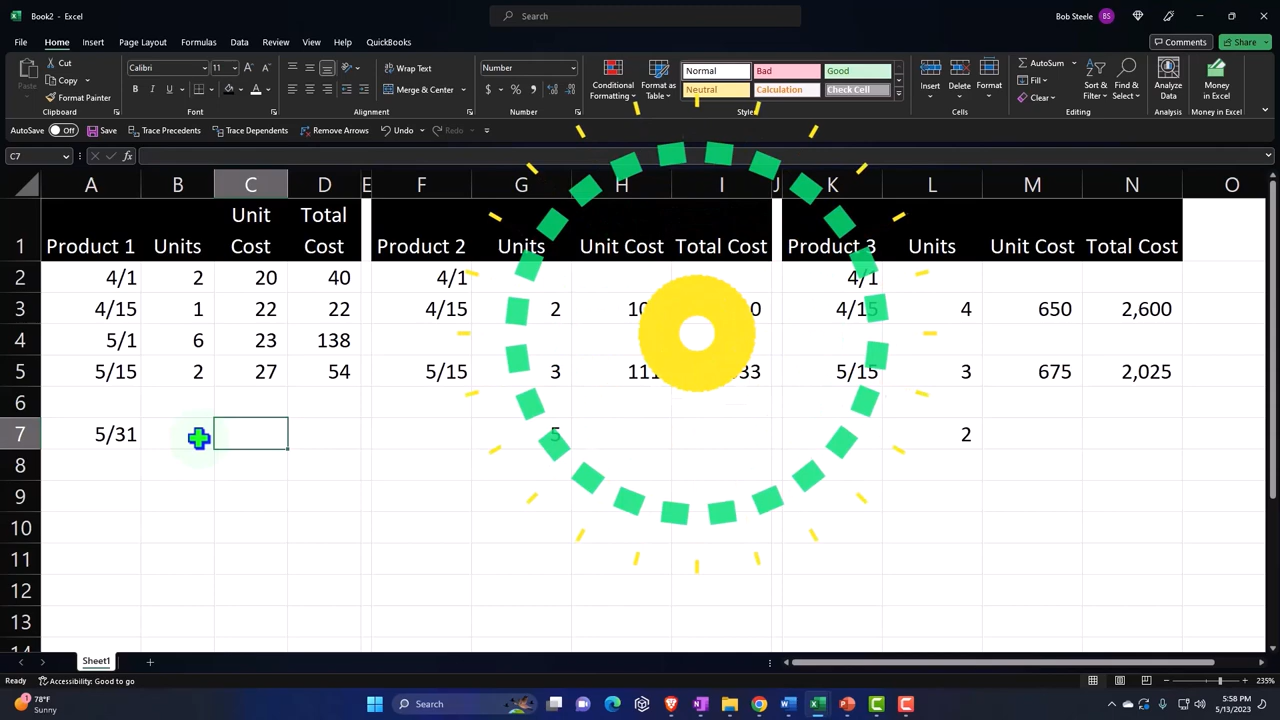 Book2 - Excel
Search
Bob Steele BS
File Home Insert Page Layout Formulas Data Review View Help QuickBooks
Comments Share
Cut
Copy
Format Painter
Clipboard
Calibri 11
Font
Wrap Text
Merge & Center
Alignment
Number
Number
Conditional Formatting
Format as Table
Normal Bad Good
Neutral Calculation Check Cell
Styles
Insert Delete Format
Cells
AutoSum
Fill
Clear
Sort & Filter
Find & Select
Editing
Analyze Data
Analysis
Money in Excel
Money in Excel
AutoSave Off Save Trace Precedents Trace Dependents Remove Arrows Undo Redo
C7 fx
A B C D E F G H I J K L M N O
1 Product 1 Units Unit Cost Total Cost Product 2 Units Unit Cost Total Cost Product 3 Units Unit Cost Total Cost
2 4/1 2 20 40 4/1 4/1
3 4/15 1 22 22 4/15 2 4/15 4 650 2,600
4 5/1 6 23 138
5 5/15 2 27 54 5/15 3 5/15 3 675 2,025
6
7 5/31 5 2
8
9
10
11
12
13
14
Sheet1
Ready Accessibility: Good to go 235%
78°F
Sunny
Search
5:58 PM
5/13/2023